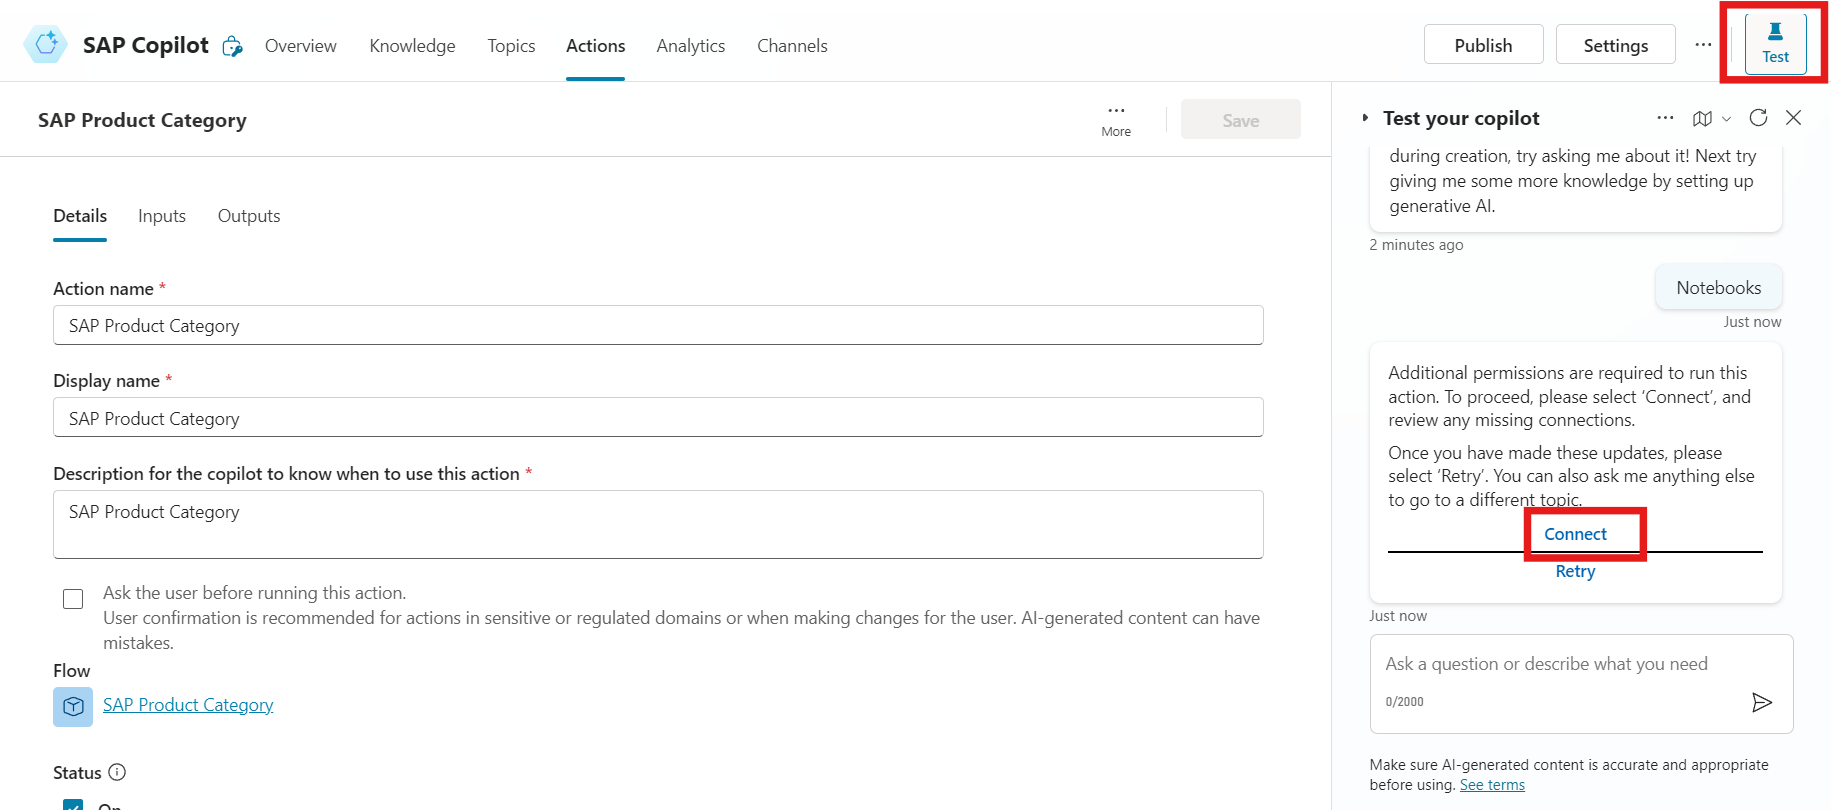 SAP Copilot Overview Knowledge Topics Actions Analytics Channels Publish Settings ... Test
SAP Product Category
... More
Save
Details Inputs Outputs
Action name *
SAP Product Category
Display name *
SAP Product Category
Description for the copilot to know when to use this action *
SAP Product Category
Ask the user before running this action.
User confirmation is recommended for actions in sensitive or regulated domains or when making changes for the user. AI-generated content can have
mistakes.
Flow
SAP Product Category
Status
On
Test your copilot ...
during creation, try asking me about it! Next try
giving me some more knowledge by setting up
generative AI.
2 minutes ago
Notebooks
Just now
Additional permissions are required to run this
action. To proceed, please select ‘Connect’, and
review any missing connections.
Once you have made these updates, please
select ‘Retry’. You can also ask me anything else
to go to a different topic.
Connect
Retry
Just now
Ask a question or describe what you need
0/2000
Make sure AI-generated content is accurate and appropriate
before using. See terms